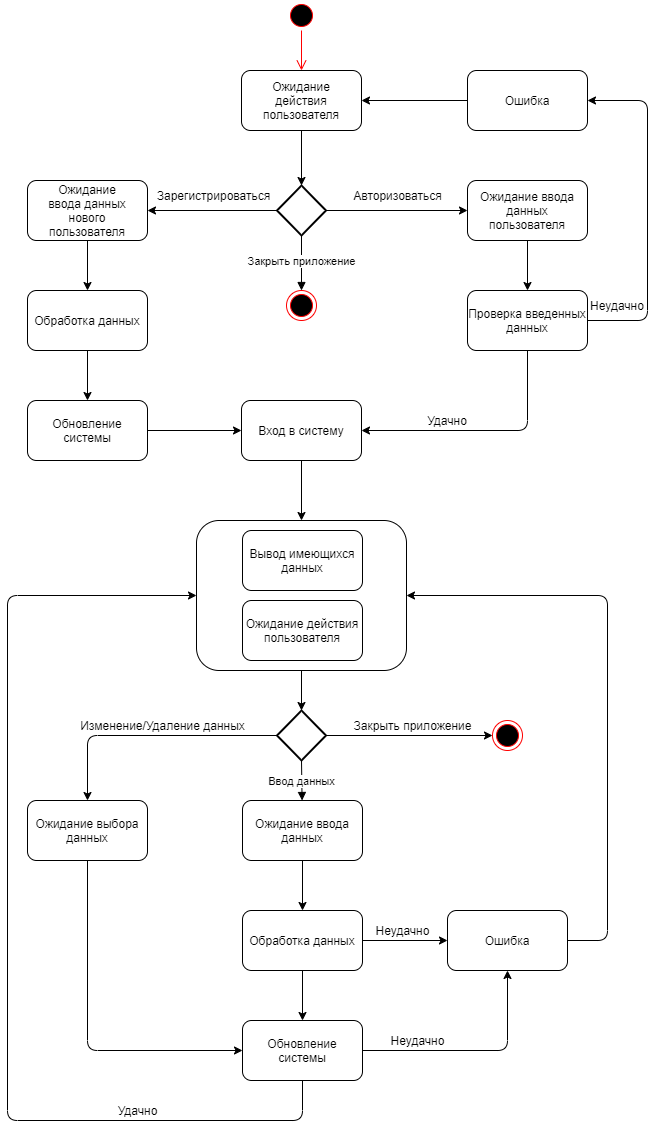 Ожидание
действия
пользователя
Ошибка
Ожидание
ввода данных
нового
пользователя
Зарегистрироваться
Авторизоваться
Ожидание ввода
данных
пользователя
Закрыть приложение
Обработка данных
Проверка введенных
данных
Неудачно
Обновление
системы
Вход в систему
Удачно
Вывод имеющихся
данных
Ожидание действия
пользователя
Изменение/Удаление данных
Закрыть приложение
Ввод данных
Ожидание выбора
данных
Ожидание ввода
данных
Обработка данных
Неудачно
Ошибка
Обновление
системы
Неудачно
Удачно